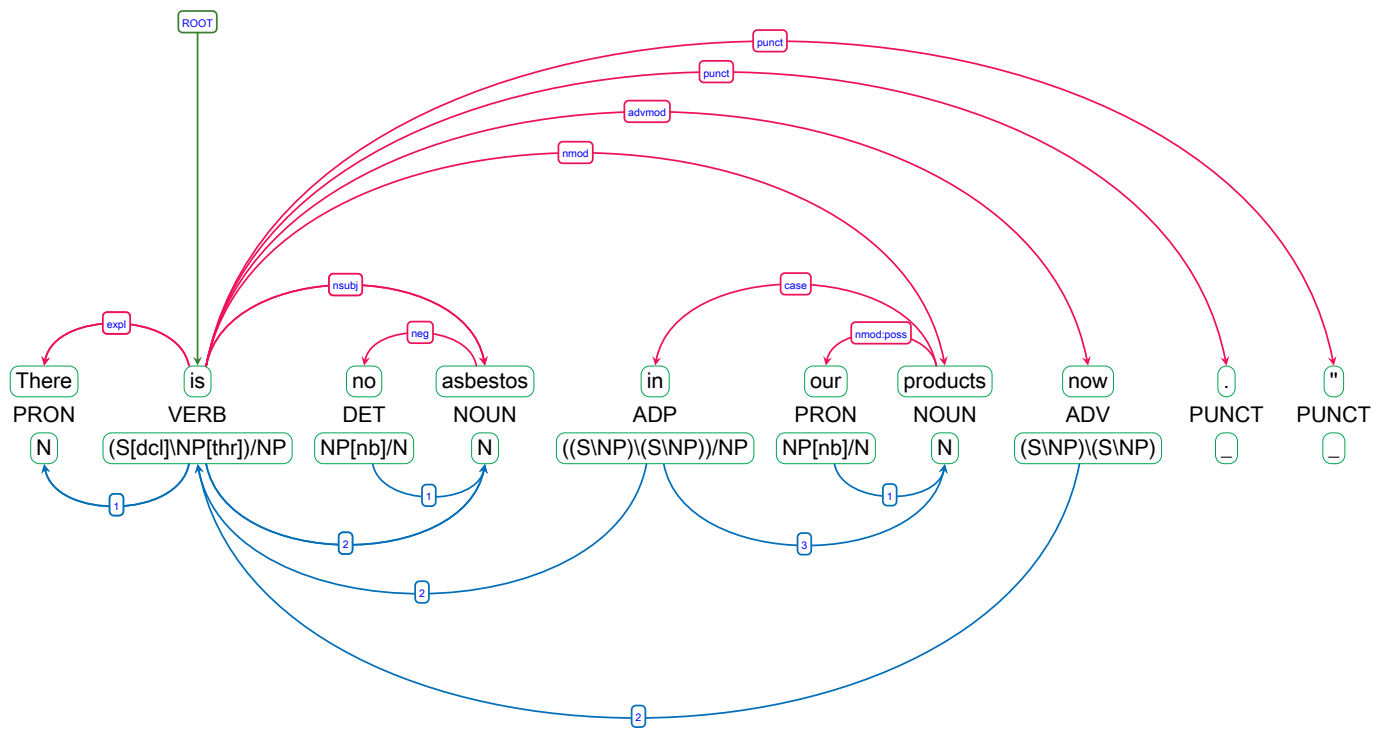 ROOT
punct
punct
advmod
nmod
nsubj
case
expl
neg
nmod:poss
There is no asbestos in our products now . "
PRON VERB DET NOUN ADP PRON NOUN ADV PUNCT PUNCT
N (S[dcl]\NP[thr])/NP NP[nb]/N N ((S\NP)\(S\NP))/NP NP[nb]/N N (S\NP)\(S\NP) _ _
1 1 1
2 3
2
2